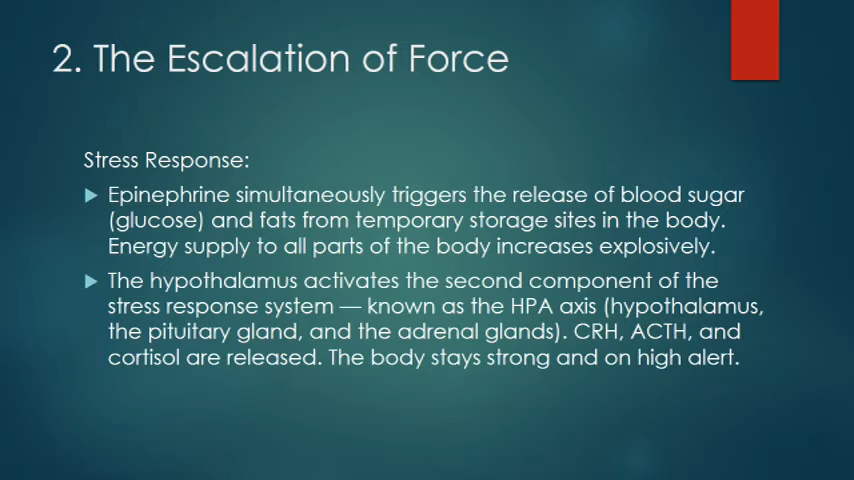 2. The Escalation of Force
Stress Response:
Epinephrine simultaneously triggers the release of blood sugar
(glucose) and fats from temporary storage sites in the body.
Energy supply to all parts of the body increases explosively.
The hypothalamus activates the second component of the
stress response system — known as the HPA axis (hypothalamus,
the pituitary gland, and the adrenal glands). CRH, ACTH, and
cortisol are released. The body stays strong and on high alert.